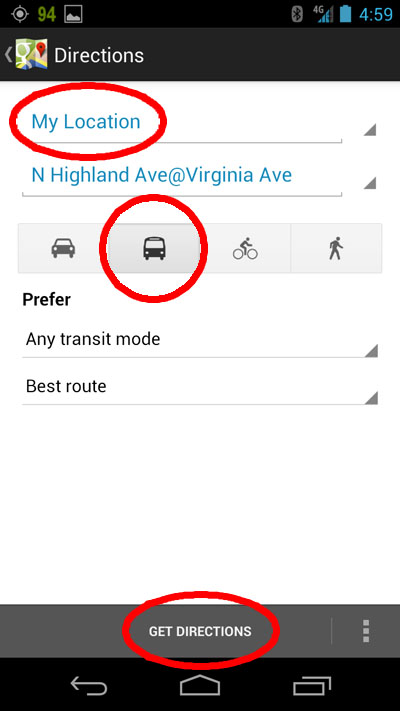 94 4G 4:59
Directions
My Location
N Highland Ave@Virginia Ave
Prefer
Any transit mode
Best route
GET DIRECTIONS